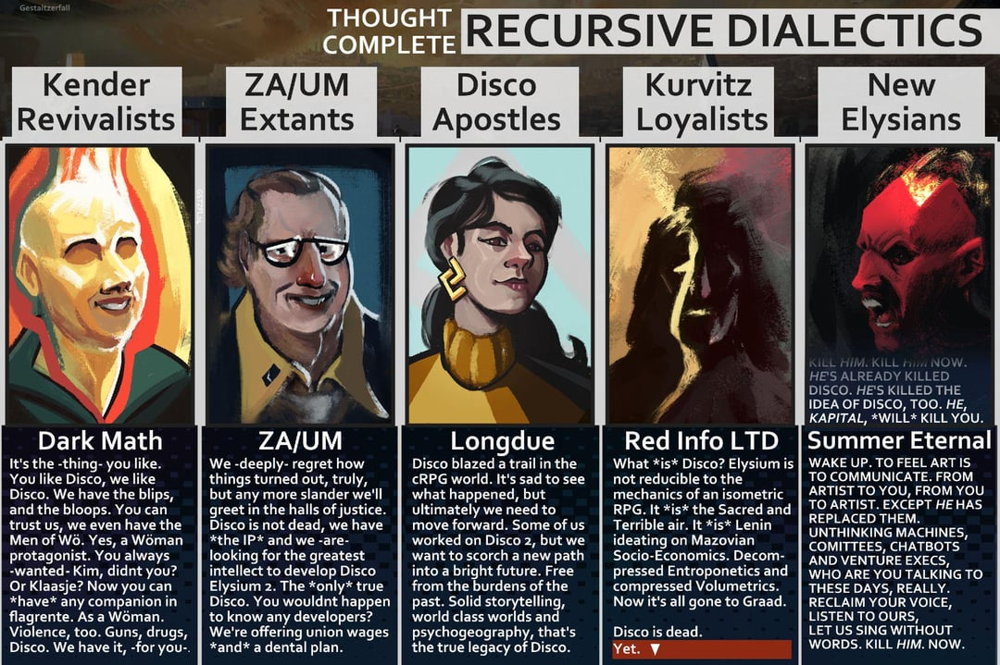 Gestaltzerfall
THOUGHT
COMPLETE
RECURSIVE DIALECTICS
Kender
Revivalists
ZA/UM
Extants
Disco
Apostles
Kurvitz
Loyalists
New
Elysians
Dark Math
It's the -thing- you like.
You like Disco, we like
Disco. We have the blips,
and the bloops. You can
trust us, we even have the
Men of Wö. Yes, a Wöman
protagonist. You always
-wanted- Kim, didnt you?
Or Klaasje? Now you can
*have* any companion in
flagrente. As a Wöman.
Violence, too. Guns, drugs,
Disco. We have it, -for you-.
ZA/UM
We -deeply- regret how
things turned out, truly,
but any more slander we'll
greet in the halls of justice.
Disco is not dead, we have
*the IP* and we -are-
looking for the greatest
intellect to develop Disco
Elysium 2. The *only* true
Disco. You wouldnt happen
to know any developers?
We're offering union wages
*and* a dental plan.
Longdue
Disco blazed a trail in the
cRPG world. It's sad to see
what happened, but
ultimately we need to
move forward. Some of us
worked on Disco 2, but we
want to scorch a new path
into a bright future. Free
from the burdens of the
past. Solid storytelling,
world class worlds and
psychogeography, that's
the true legacy of Disco.
Red Info LTD
What *is* Disco? Elysium is
not reducible to the
mechanics of an isometric
RPG. It *is* the Sacred and
Terrible air. It *is* Lenin
ideating on Mazovian
Socio-Economics. Decom-
pressed Entroponetics and
compressed Volumetrics.
Now it's all gone to Graad.
Disco is dead.
Yet. ▼
KILL HIM. KILL HIM NOW.
HE'S ALREADY KILLED
DISCO. HE'S KILLED THE
IDEA OF DISCO, TOO. HE,
KAPITAL, *WILL* KILL YOU.
Summer Eternal
WAKE UP. TO FEEL ART IS
TO COMMUNICATE. FROM
ARTIST TO YOU, FROM YOU
TO ARTIST. EXCEPT HE HAS
REPLACED THEM.
UNTHINKING MACHINES,
COMITTEES, CHATBOTS
AND VENTURE EXECS,
WHO ARE YOU TALKING TO
THESE DAYS, REALLY.
RECLAIM YOUR VOICE,
LISTEN TO OURS,
LET US SING WITHOUT
WORDS. KILL HIM. NOW.